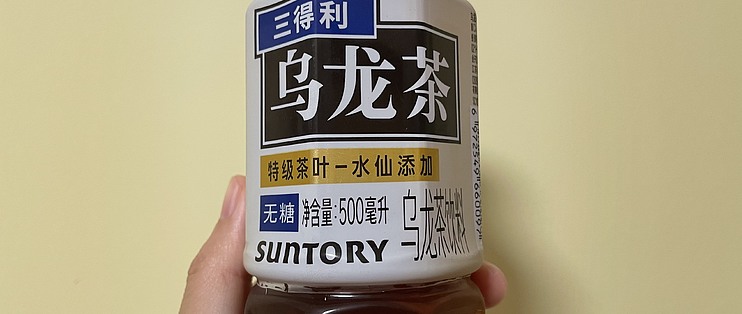 三得利
乌龙茶
特级茶叶-水仙添加
无糖 净含量:500毫升
SUNTORY 乌龙茶饮料